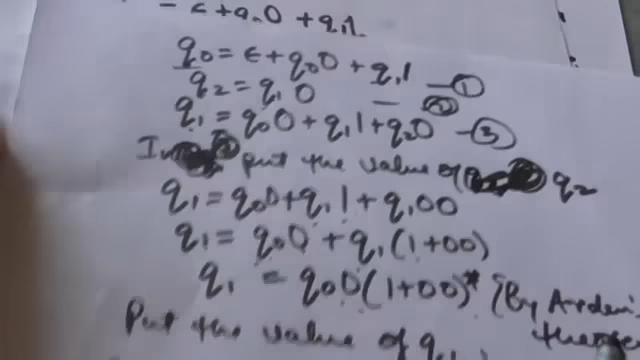 - ε + q00 + q11
q0 = ε + q00 + q11 — ①
q2 = q10 — ②
q1 = q00 + q11 + q20 — ③
In put the value of q2
q1 = q00 + q11 + q100
q1 = q00 + q1(1+00)
q1 = q00(1+00)* {By Arden's
Put the value of q1